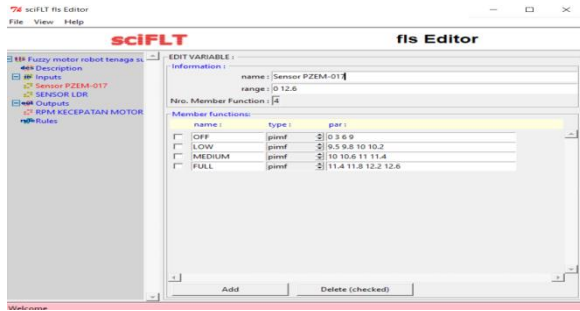 sciFLT fls Editor
File View Help
sciFLT fls Editor
Fuzzy motor robot tenaga su
Description
Inputs
Sensor PZEM-017
SENSOR LDR
Outputs
RPM KECEPATAN MOTOR
Rules
EDIT VARIABLE :
Information :
name : Sensor PZEM-017
range : 0 12.6
Nro. Member Function : 4
Member functions:
name : type : par :
OFF pimf 0 3 6 9
LOW pimf 9.5 9.8 10 10.2
MEDIUM pimf 10 10.6 11 11.4
FULL pimf 11.4 11.8 12.2 12.6
Add Delete (checked)
Welcome